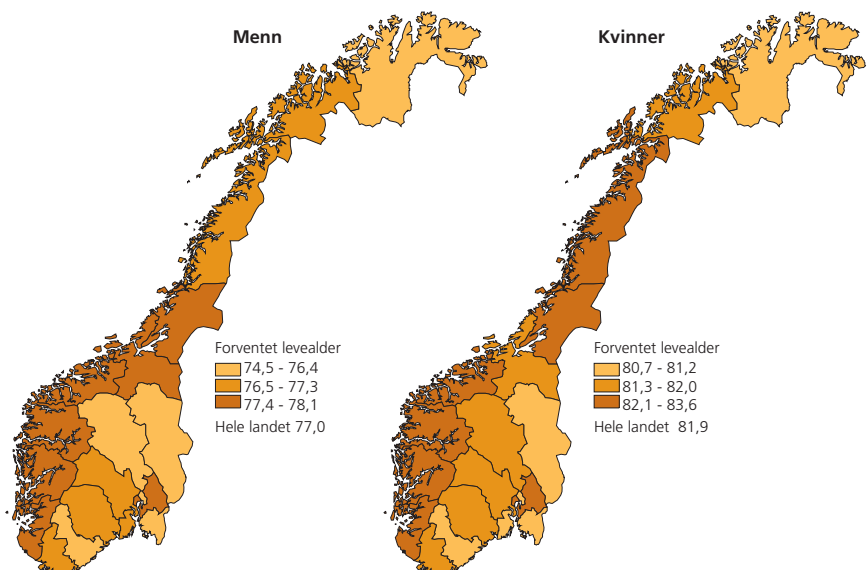 Menn
Kvinner
Forventet levealder
74,5 - 76,4
76,5 - 77,3
77,4 - 78,1
Hele landet 77,0
Forventet levealder
80,7 - 81,2
81,3 - 82,0
82,1 - 83,6
Hele landet 81,9